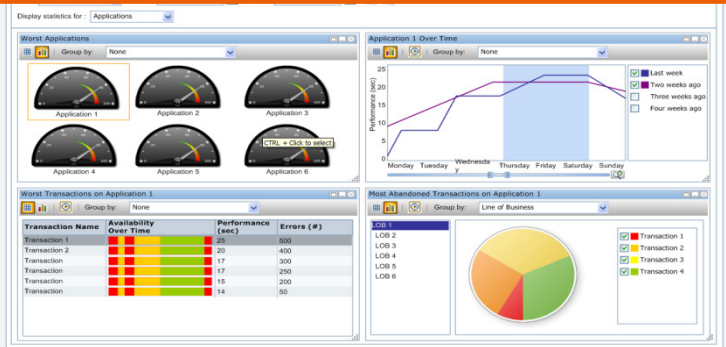 Display statistics for : Applications
Worst Applications
Group by: None
Application 1
Application 2
Application 3
CTRL + Click to select
Application 4
Application 5
Application 6
Application 1 Over Time
Group by: None
Performance (sec)
25
20
15
10
5
0
Monday Tuesday Wednesda
y Thursday Friday Saturday Sunday
Last week
Two weeks ago
Three weeks ago
Four weeks ago
Worst Transactions on Application 1
Group by: None
Transaction Name Availability Over Time Performance (sec) Errors (#)
Transaction 1 25 500
Transaction 2 20 400
Transaction 17 300
Transaction 17 250
Transaction 15 200
Transaction 14 50
Most Abandoned Transactions on Application 1
Group by: Line of Business
LOB 1
LOB 2
LOB 3
LOB 4
LOB 5
LOB 6
Transaction 1
Transaction 2
Transaction 3
Transaction 4